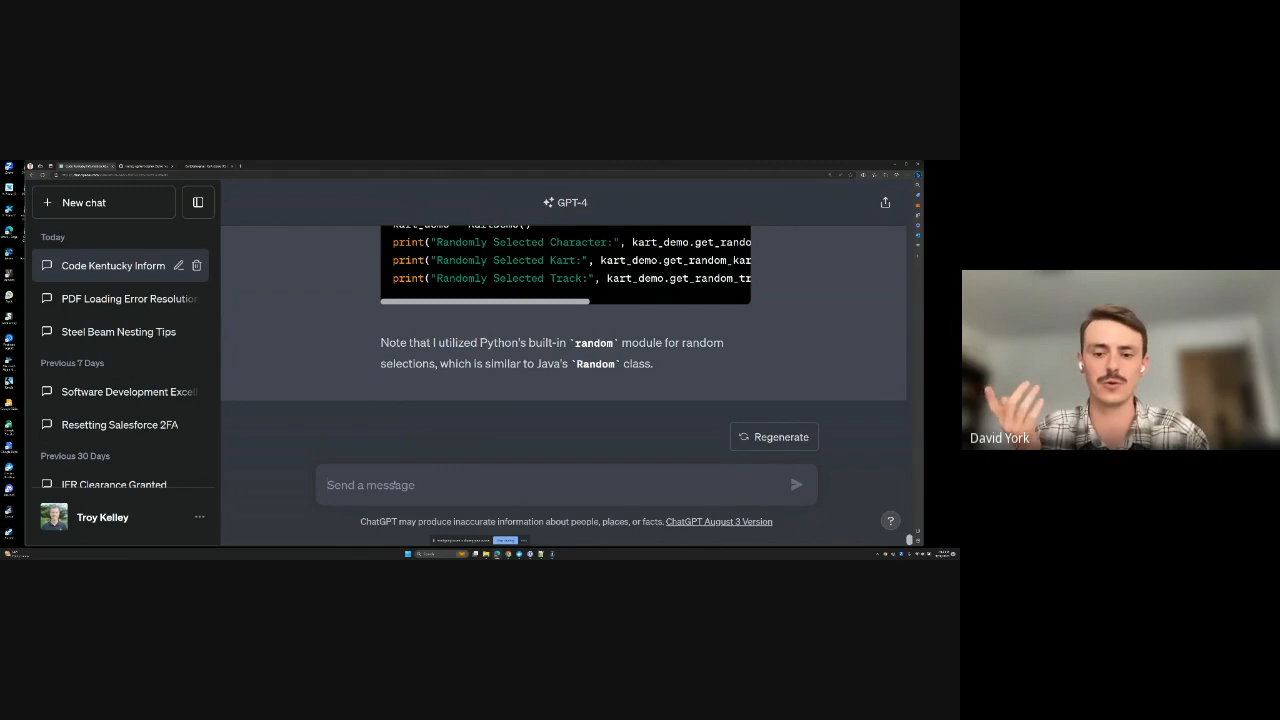 New chat
GPT-4
Today
Code Kentucky Inform
PDF Loading Error Resolution
Steel Beam Nesting Tips
Previous 7 Days
Software Development Excel
Resetting Salesforce 2FA
Previous 30 Days
IFR Clearance Granted
Troy Kelley
print("Randomly Selected Character:", kart_demo.get_rando
print("Randomly Selected Kart:", kart_demo.get_random_kar
print("Randomly Selected Track:", kart_demo.get_random_tr
Note that I utilized Python's built-in `random` module for random
selections, which is similar to Java's `Random` class.
Regenerate
Send a message
ChatGPT may produce inaccurate information about people, places, or facts. ChatGPT August 3 Version
?
David York